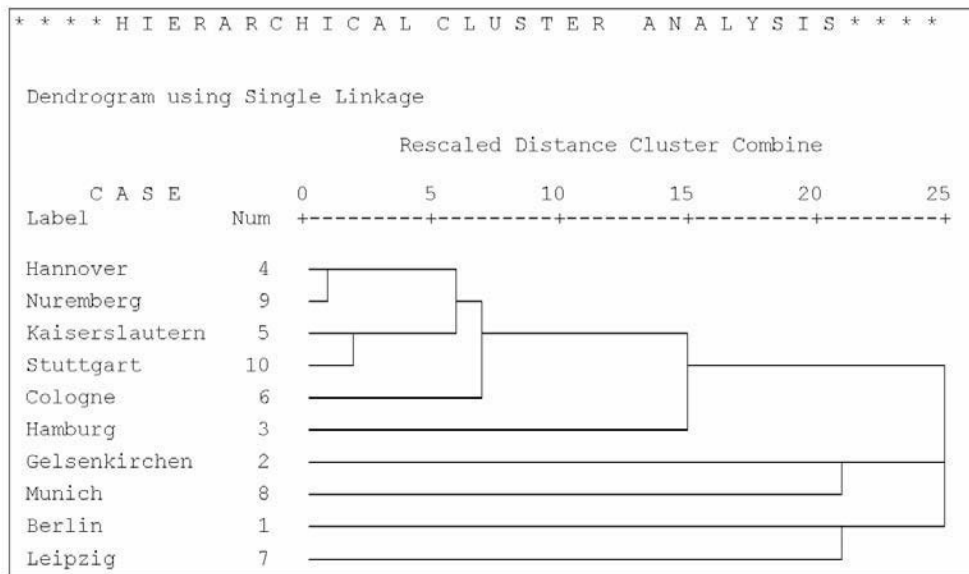 * * * * H I E R A R C H I C A L C L U S T E R A N A L Y S I S * * * *
Dendrogram using Single Linkage
Rescaled Distance Cluster Combine
C A S E 0 5 10 15 20 25
Label Num +---------+---------+---------+---------+---------+
Hannover 4
Nuremberg 9
Kaiserslautern 5
Stuttgart 10
Cologne 6
Hamburg 3
Gelsenkirchen 2
Munich 8
Berlin 1
Leipzig 7